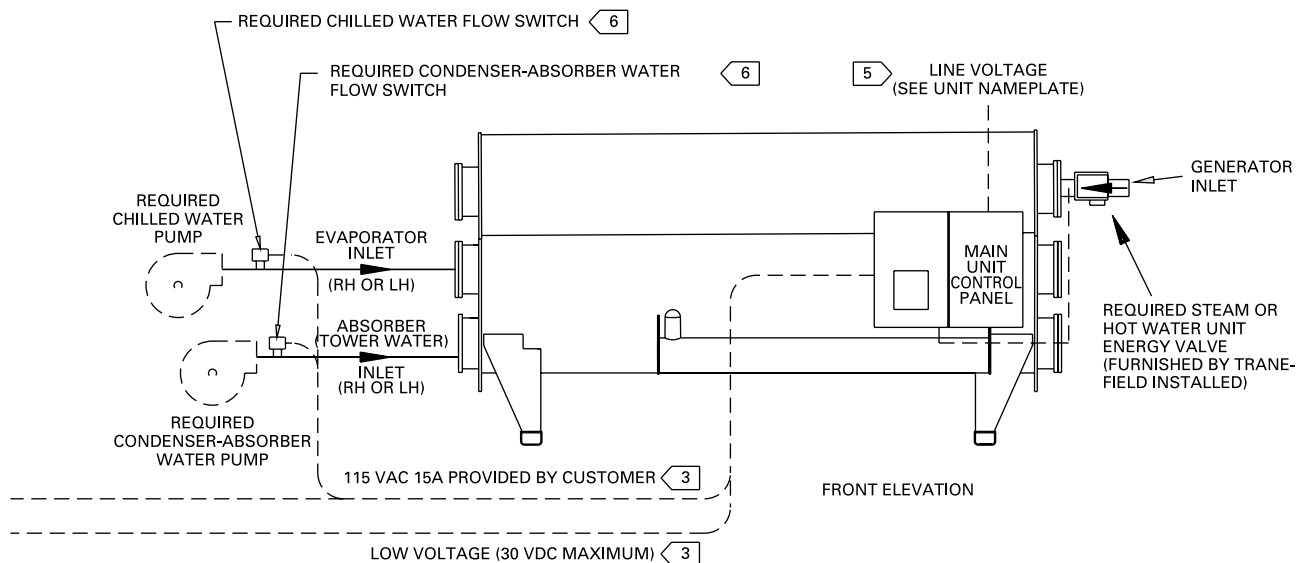 REQUIRED CHILLED WATER FLOW SWITCH 6
REQUIRED CONDENSER-ABSORBER WATER 6
FLOW SWITCH
5 LINE VOLTAGE
(SEE UNIT NAMEPLATE)
GENERATOR
INLET
REQUIRED
CHILLED WATER
PUMP
EVAPORATOR
INLET
(RH OR LH)
MAIN
UNIT
CONTROL
PANEL
ABSORBER
(TOWER WATER)
INLET
(RH OR LH)
REQUIRED STEAM OR
HOT WATER UNIT
ENERGY VALVE
(FURNISHED BY TRANE-
FIELD INSTALLED)
REQUIRED
CONDENSER-ABSORBER
WATER PUMP
115 VAC 15A PROVIDED BY CUSTOMER 3
FRONT ELEVATION
LOW VOLTAGE (30 VDC MAXIMUM) 3